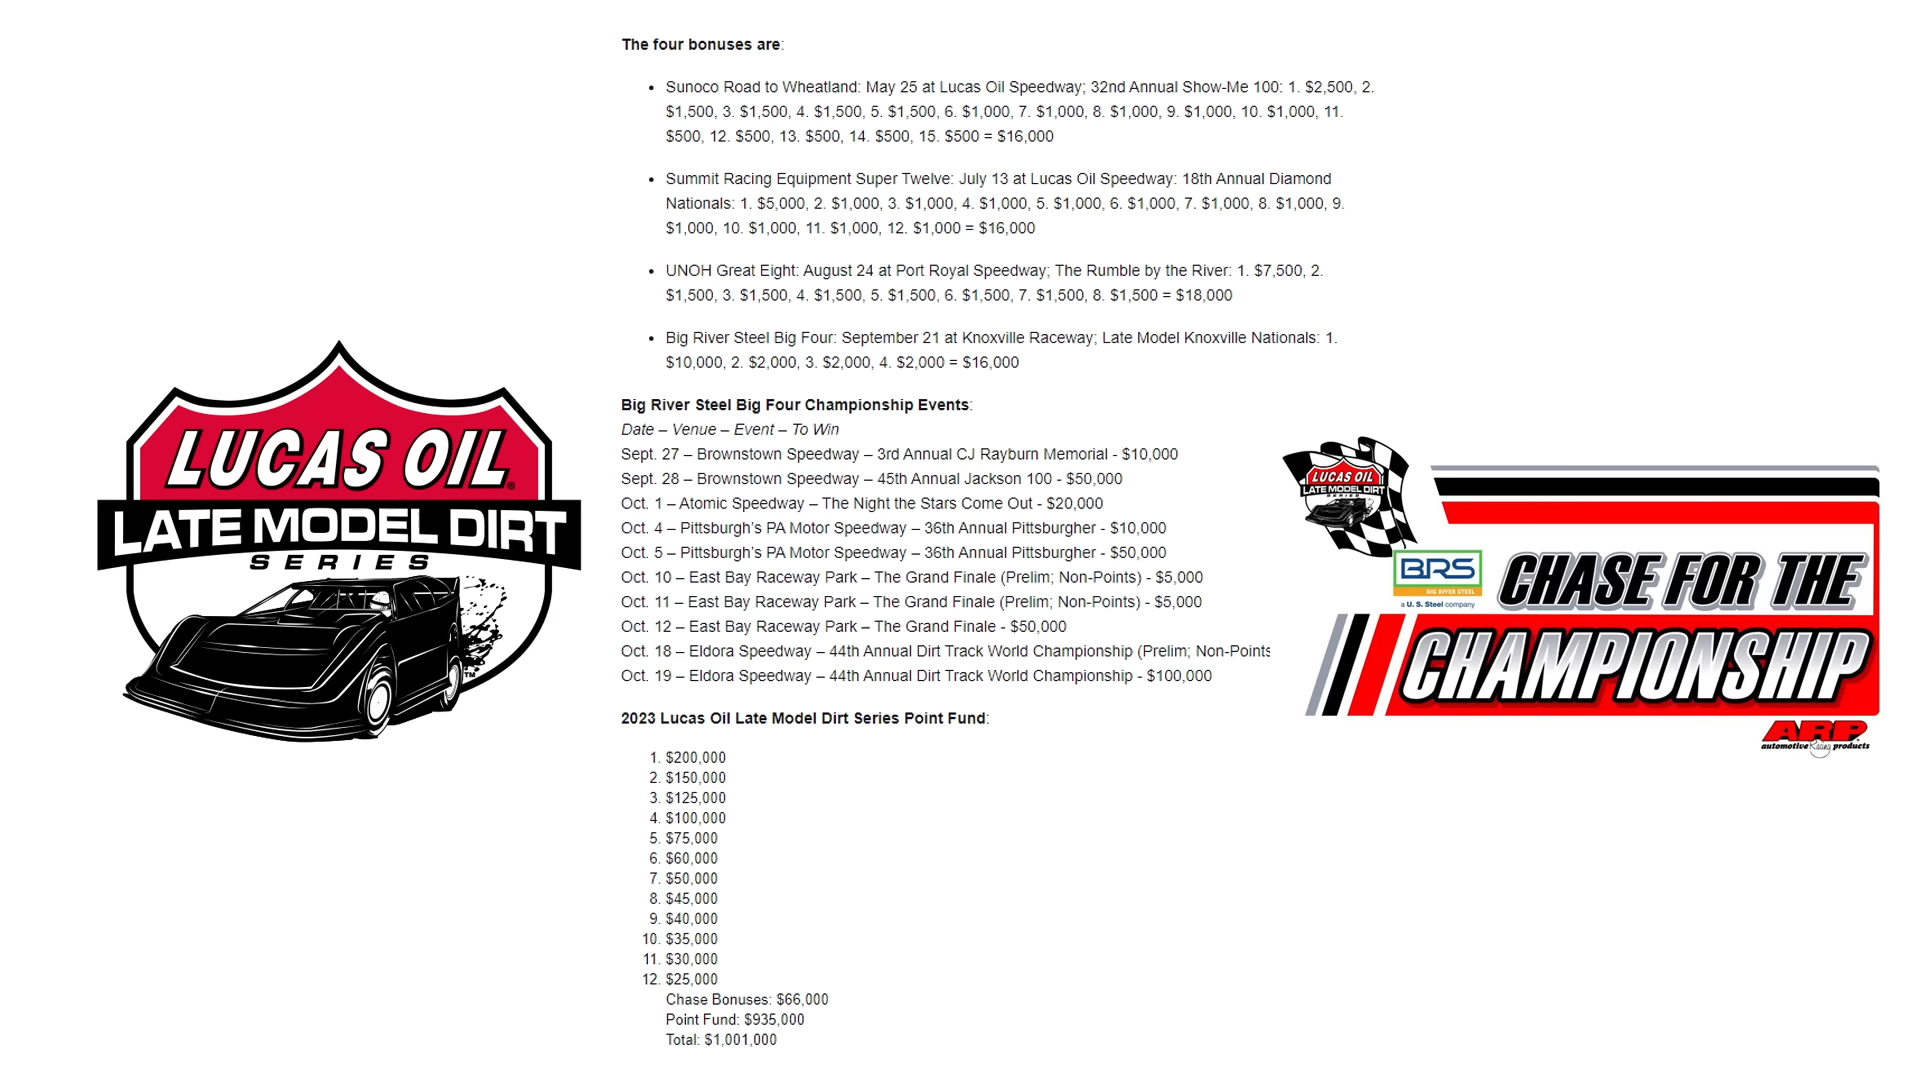 The four bonuses are:
Sunoco Road to Wheatland: May 25 at Lucas Oil Speedway; 32nd Annual Show-Me 100: 1. $2,500, 2.
$1,500, 3. $1,500, 4. $1,500, 5. $1,500, 6. $1,000, 7. $1,000, 8. $1,000, 9. $1,000, 10. $1,000, 11.
$500, 12. $500, 13. $500, 14. $500, 15. $500 = $16,000
Summit Racing Equipment Super Twelve: July 13 at Lucas Oil Speedway: 18th Annual Diamond
Nationals: 1. $5,000, 2. $1,000, 3. $1,000, 4. $1,000, 5. $1,000, 6. $1,000, 7. $1,000, 8. $1,000, 9.
$1,000, 10. $1,000, 11. $1,000, 12. $1,000 = $16,000
UNOH Great Eight: August 24 at Port Royal Speedway; The Rumble by the River: 1. $7,500, 2.
$1,500, 3. $1,500, 4. $1,500, 5. $1,500, 6. $1,500, 7. $1,500, 8. $1,500 = $18,000
Big River Steel Big Four: September 21 at Knoxville Raceway; Late Model Knoxville Nationals: 1.
$10,000, 2. $2,000, 3. $2,000, 4. $2,000 = $16,000
Big River Steel Big Four Championship Events:
Date – Venue – Event – To Win
Sept. 27 – Brownstown Speedway – 3rd Annual CJ Rayburn Memorial - $10,000
Sept. 28 – Brownstown Speedway – 45th Annual Jackson 100 - $50,000
Oct. 1 – Atomic Speedway – The Night the Stars Come Out - $20,000
Oct. 4 – Pittsburgh's PA Motor Speedway – 36th Annual Pittsburgher - $10,000
Oct. 5 – Pittsburgh's PA Motor Speedway – 36th Annual Pittsburgher - $50,000
Oct. 10 – East Bay Raceway Park – The Grand Finale (Prelim; Non-Points) - $5,000
Oct. 11 – East Bay Raceway Park – The Grand Finale (Prelim; Non-Points) - $5,000
Oct. 12 – East Bay Raceway Park – The Grand Finale - $50,000
Oct. 18 – Eldora Speedway – 44th Annual Dirt Track World Championship (Prelim; Non-Points
Oct. 19 – Eldora Speedway – 44th Annual Dirt Track World Championship - $100,000
2023 Lucas Oil Late Model Dirt Series Point Fund:
1. $200,000
2. $150,000
3. $125,000
4. $100,000
5. $75,000
6. $60,000
7. $50,000
8. $45,000
9. $40,000
10. $35,000
11. $30,000
12. $25,000
Chase Bonuses: $66,000
Point Fund: $935,000
Total: $1,001,000
LUCAS OIL®
LATE MODEL DIRT
SERIES
™
LUCAS OIL
LATE MODEL DIRT
SERIES
BRS
BIG RIVER STEEL
a U. S. Steel company
CHASE FOR THE
CHAMPIONSHIP
ARP
automotive Racing products